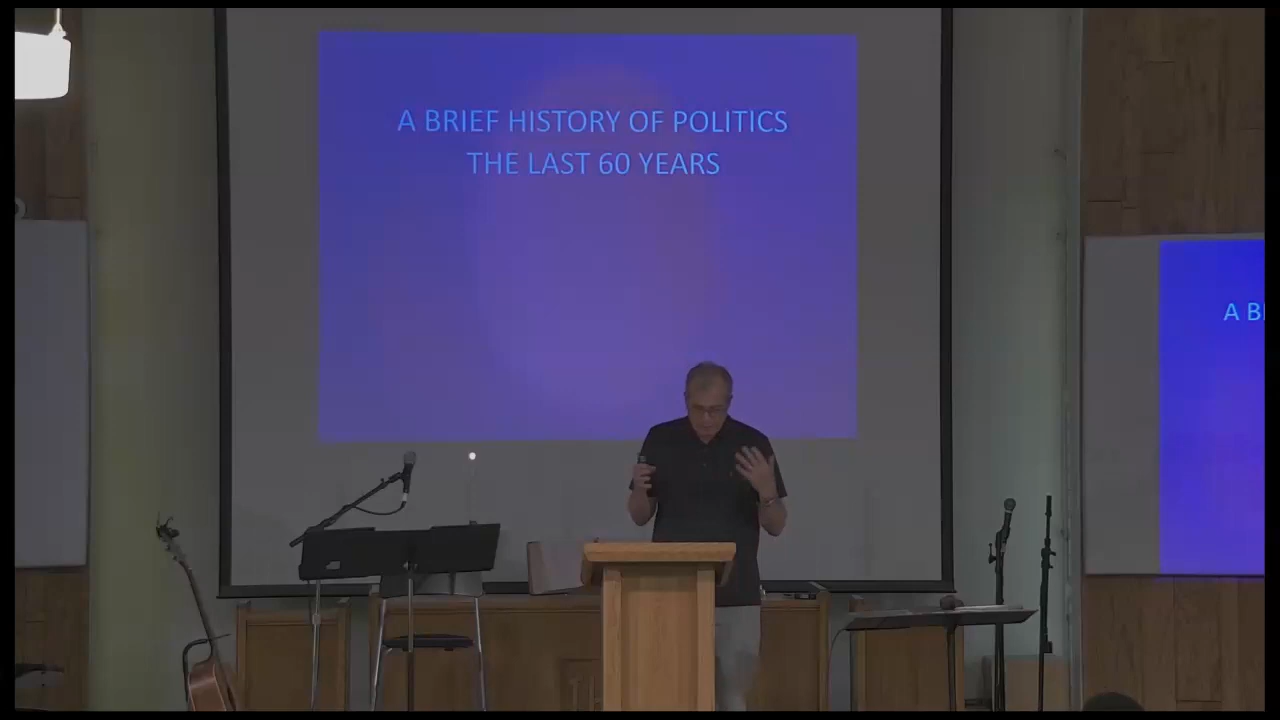 A BRIEF HISTORY OF POLITICS
THE LAST 60 YEARS
A B